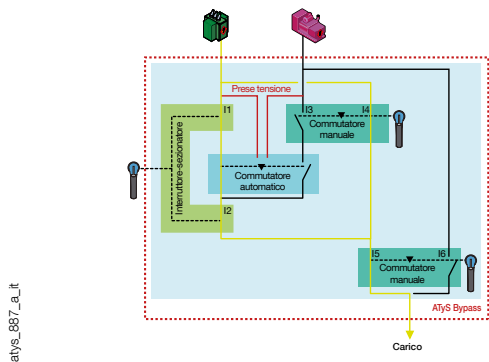 Prese tensione
I1
I3
I4
Commutatore
manuale
Interruttore-sezionatore
Commutatore
automatico
I2
I5
I6
Commutatore
manuale
ATyS Bypass
Carico
atys_887_a_it